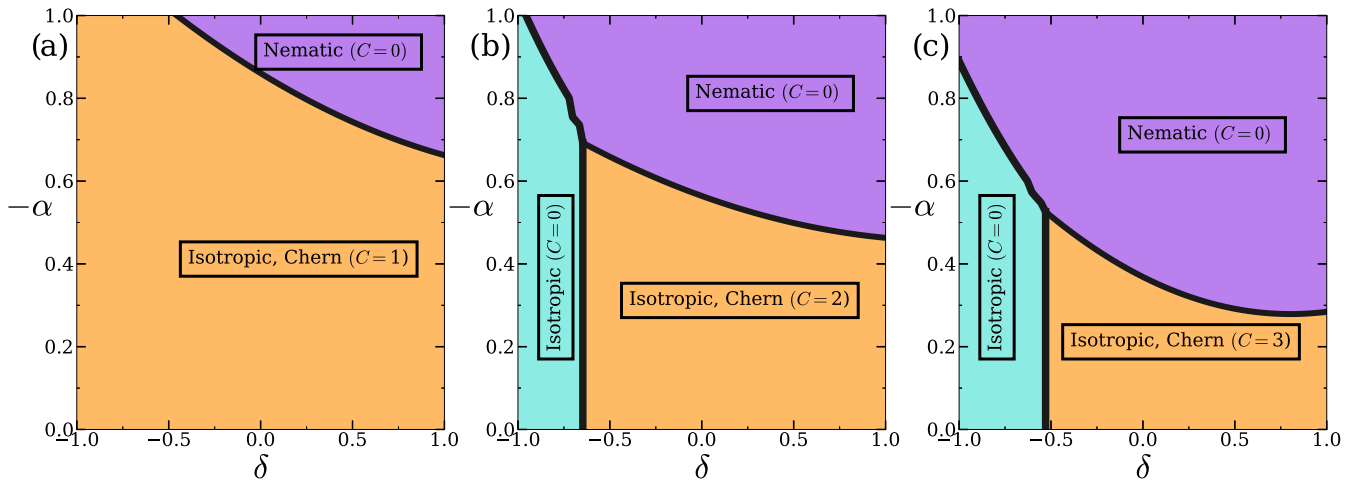 (a)
Nematic (C=0)
Isotropic, Chern (C=1)
1.0
0.8
0.6
0.4
0.2
0.0
−α
−1.0 −0.5 0.0 0.5 1.0
δ
(b)
Nematic (C=0)
Isotropic (C=0)
Isotropic, Chern (C=2)
1.0
0.8
0.6
0.4
0.2
0.0
−α
−1.0 −0.5 0.0 0.5 1.0
δ
(c)
Nematic (C=0)
Isotropic (C=0)
Isotropic, Chern (C=3)
1.0
0.8
0.6
0.4
0.2
0.0
−α
−1.0 −0.5 0.0 0.5 1.0
δ